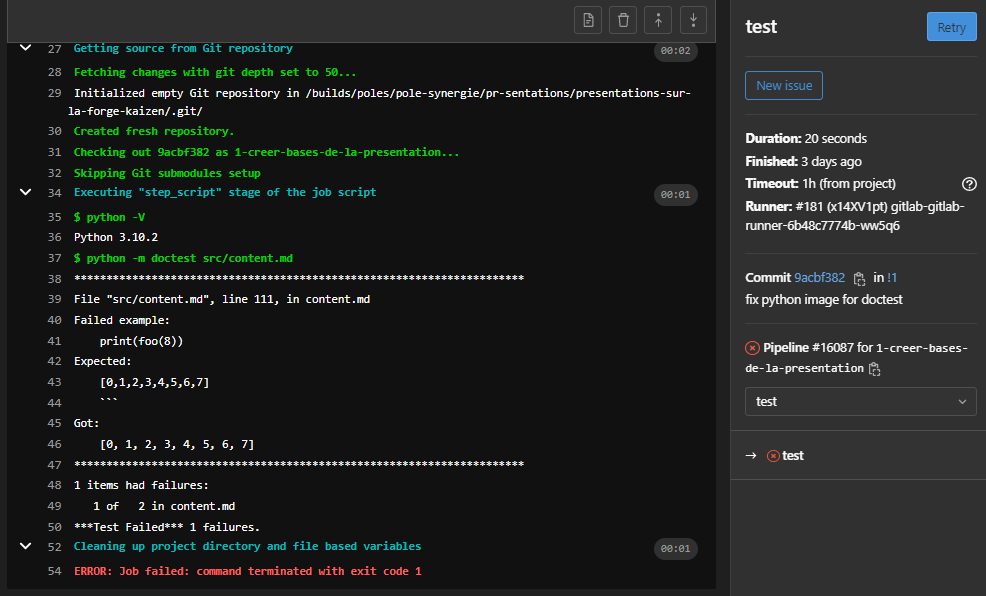 27 Getting source from Git repository 00:02
28 Fetching changes with git depth set to 50...
29 Initialized empty Git repository in /builds/poles/pole-synergie/pr-sentations/presentations-sur-
la-forge-kaizen/.git/
30 Created fresh repository.
31 Checking out 9acbf382 as 1-creer-bases-de-la-presentation...
32 Skipping Git submodules setup
34 Executing "step_script" stage of the job script 00:01
35 $ python -V
36 Python 3.10.2
37 $ python -m doctest src/content.md
38 **********************************************************************
39 File "src/content.md", line 111, in content.md
40 Failed example:
41     print(foo(8))
42 Expected:
43     [0,1,2,3,4,5,6,7]
44     ```
45 Got:
46     [0, 1, 2, 3, 4, 5, 6, 7]
47 **********************************************************************
48 1 items had failures:
49    1 of   2 in content.md
50 ***Test Failed*** 1 failures.
52 Cleaning up project directory and file based variables 00:01
54 ERROR: Job failed: command terminated with exit code 1
test
Retry
New issue
Duration: 20 seconds
Finished: 3 days ago
Timeout: 1h (from project)
Runner: #181 (x14XV1pt) gitlab-gitlab-
runner-6b48c7774b-ww5q6
Commit 9acbf382 in !1
fix python image for doctest
Pipeline #16087 for 1-creer-bases-
de-la-presentation
test
→ test